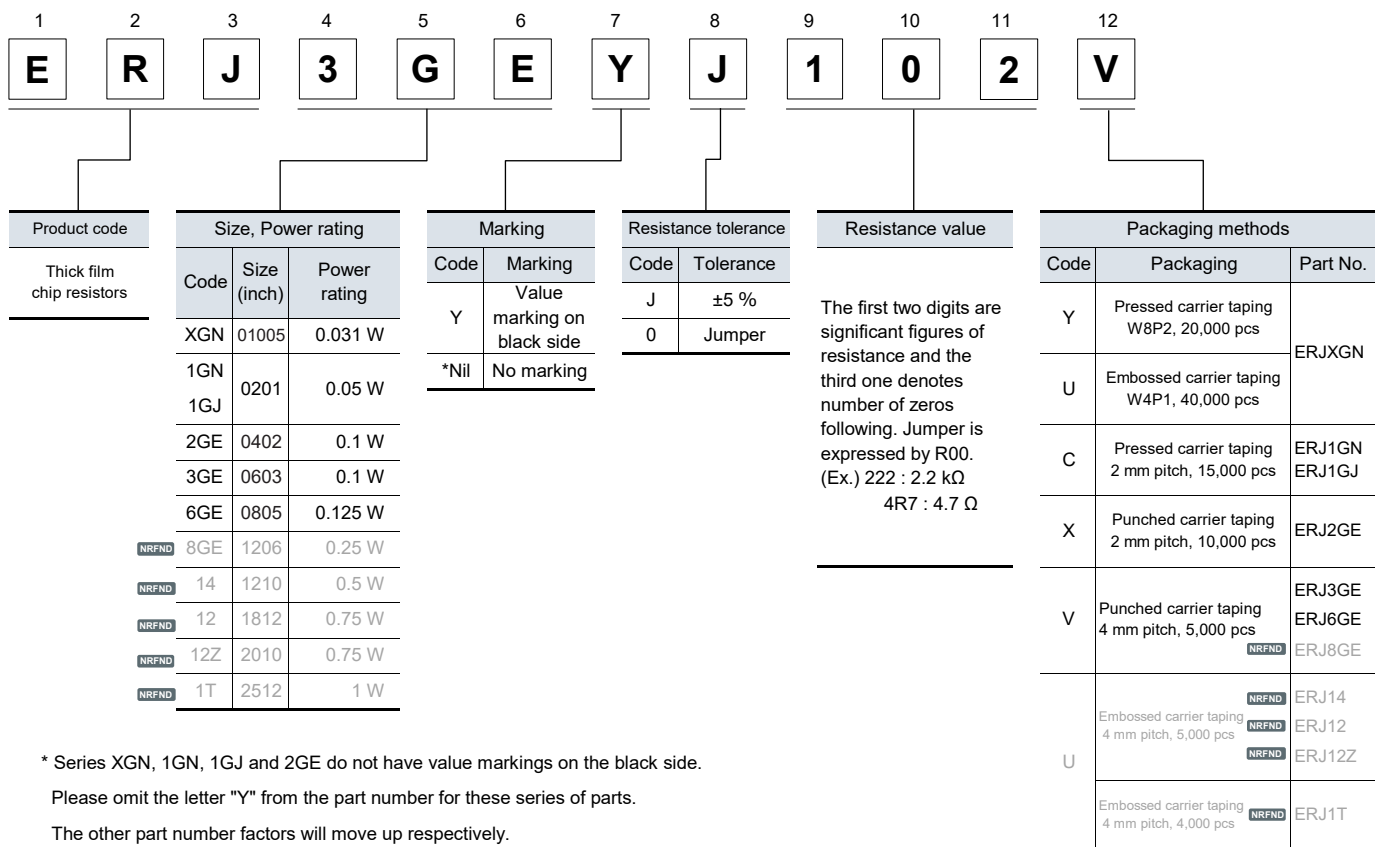 1 2 3 4 5 6 7 8 9 10 11 12
E R J 3 G E Y J 1 0 2 V
Product code
Thick film
chip resistors
Size, Power rating
Code Size (inch) Power rating
XGN 01005 0.031 W
1GN
1GJ
0201 0.05 W
2GE 0402 0.1 W
3GE 0603 0.1 W
6GE 0805 0.125 W
NRFND 8GE 1206 0.25 W
NRFND 14 1210 0.5 W
NRFND 12 1812 0.75 W
NRFND 12Z 2010 0.75 W
NRFND 1T 2512 1 W
Marking
Code Marking
Y Value
marking on
black side
*Nil No marking
Resistance tolerance
Code Tolerance
J ±5 %
0 Jumper
Resistance value
The first two digits are
significant figures of
resistance and the
third one denotes
number of zeros
following. Jumper is
expressed by R00.
(Ex.) 222 : 2.2 kΩ
4R7 : 4.7 Ω
Packaging methods
Code Packaging Part No.
Y Pressed carrier taping
W8P2, 20,000 pcs
ERJXGN
U Embossed carrier taping
W4P1, 40,000 pcs
C Pressed carrier taping
2 mm pitch, 15,000 pcs
ERJ1GN
ERJ1GJ
X Punched carrier taping
2 mm pitch, 10,000 pcs
ERJ2GE
V Punched carrier taping
4 mm pitch, 5,000 pcs
ERJ3GE
ERJ6GE
NRFND ERJ8GE
U Embossed carrier taping
4 mm pitch, 5,000 pcs
NRFND ERJ14
NRFND ERJ12
NRFND ERJ12Z
Embossed carrier taping
4 mm pitch, 4,000 pcs
NRFND ERJ1T
* Series XGN, 1GN, 1GJ and 2GE do not have value markings on the black side.
Please omit the letter "Y" from the part number for these series of parts.
The other part number factors will move up respectively.